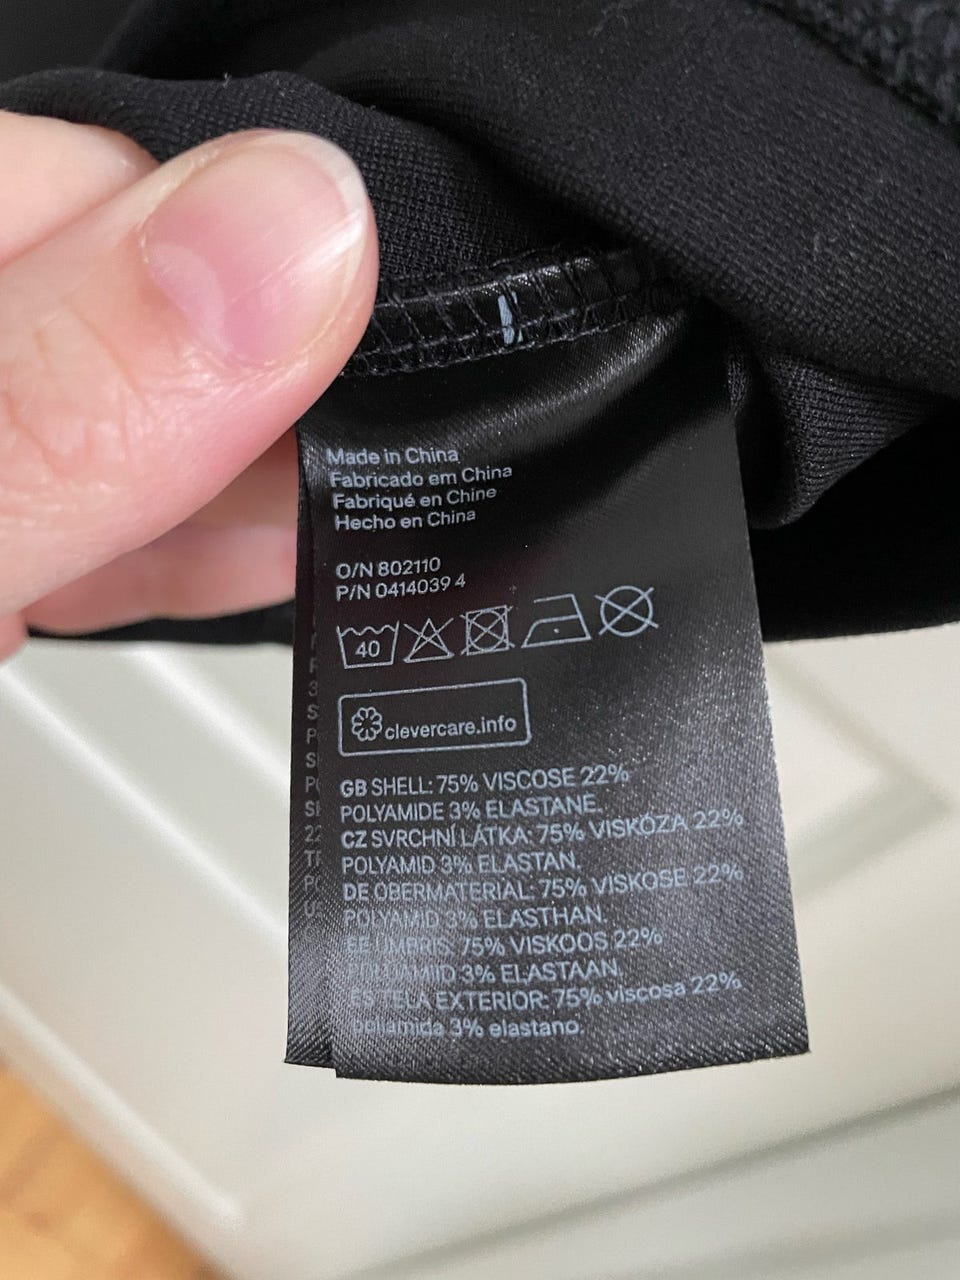 Made in China
Fabricado em China
Fabriqué en Chine
Hecho en China
O/N 802110
P/N 0414039 4
40
clevercare.info
GB SHELL: 75% VISCOSE 22%
POLYAMIDE 3% ELASTANE.
CZ SVRCHNÍ LÁTKA: 75% VISKÓZA 22%
POLYAMID 3% ELASTAN.
DE OBERMATERIAL: 75% VISKOSE 22%
POLYAMID 3% ELASTHAN.
EE ÜMBRIS: 75% VISKOOS 22%
POLÜAMIID 3% ELASTAAN.
ES TELA EXTERIOR: 75% viscosa 22%
poliamida 3% elastano.